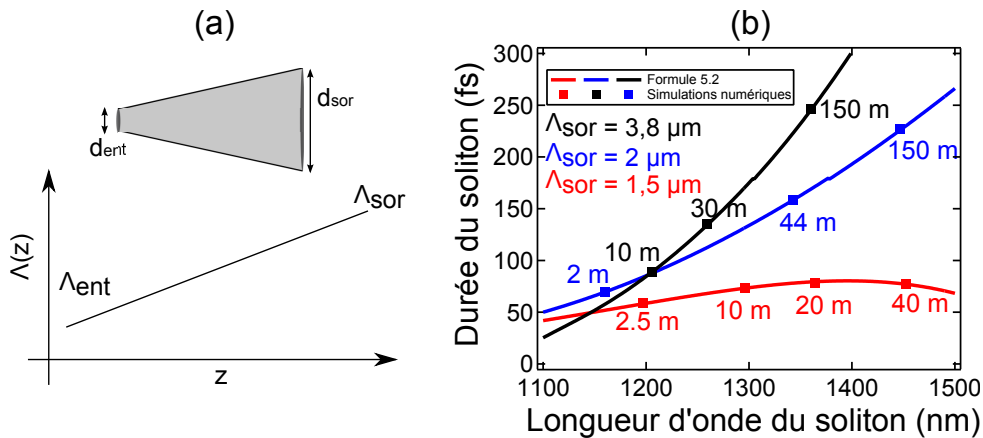 (a)
d_ent
d_sor
Λ(z)
Λ_ent
Λ_sor
z
(b)
Durée du soliton (fs)
300
250
200
150
100
50
0
Formule 5.2
Simulations numériques
Λ_sor = 3,8 µm
Λ_sor = 2 µm
Λ_sor = 1,5 µm
150 m
150 m
30 m
44 m
10 m
2 m
2.5 m
10 m
20 m
40 m
1100
1200
1300
1400
1500
Longueur d'onde du soliton (nm)